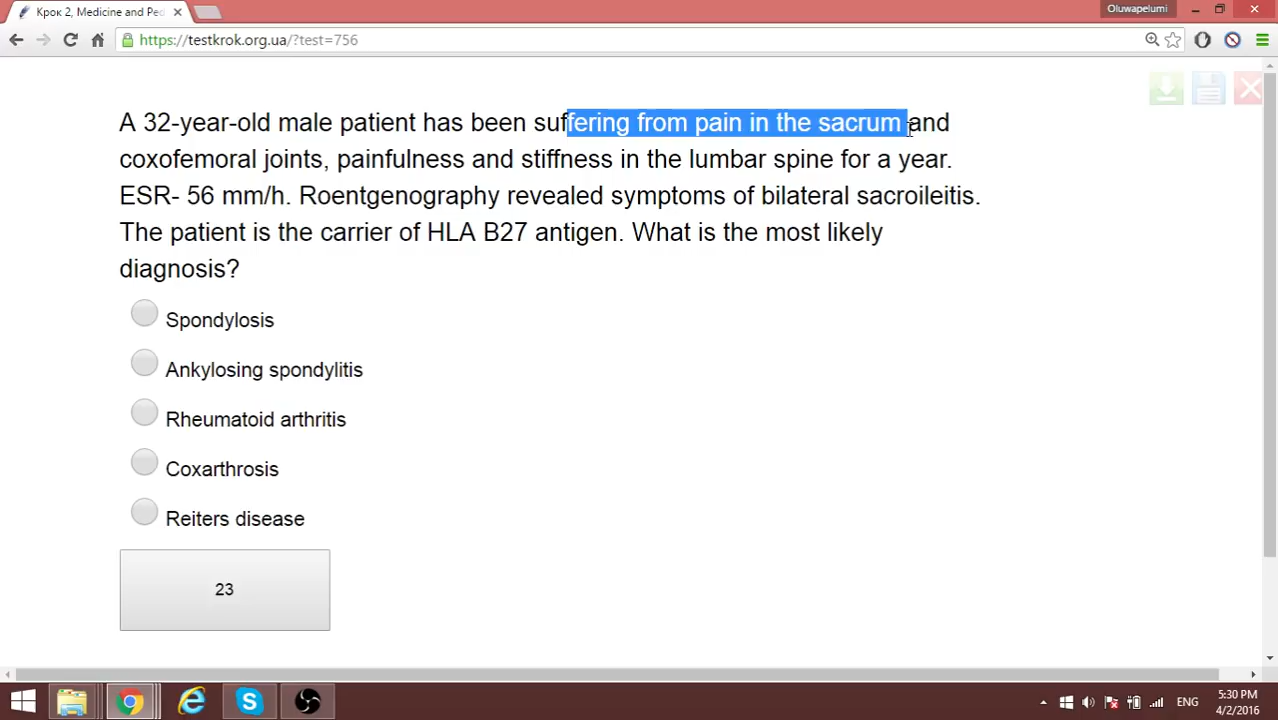 Крок 2, Medicine and Ped
Oluwapelumi
https://testkrok.org.ua/?test=756
A 32-year-old male patient has been suffering from pain in the sacrum and
coxofemoral joints, painfulness and stiffness in the lumbar spine for a year.
ESR- 56 mm/h. Roentgenography revealed symptoms of bilateral sacroileitis.
The patient is the carrier of HLA B27 antigen. What is the most likely
diagnosis?
Spondylosis
Ankylosing spondylitis
Rheumatoid arthritis
Coxarthrosis
Reiters disease
23
ENG
5:30 PM
4/2/2016